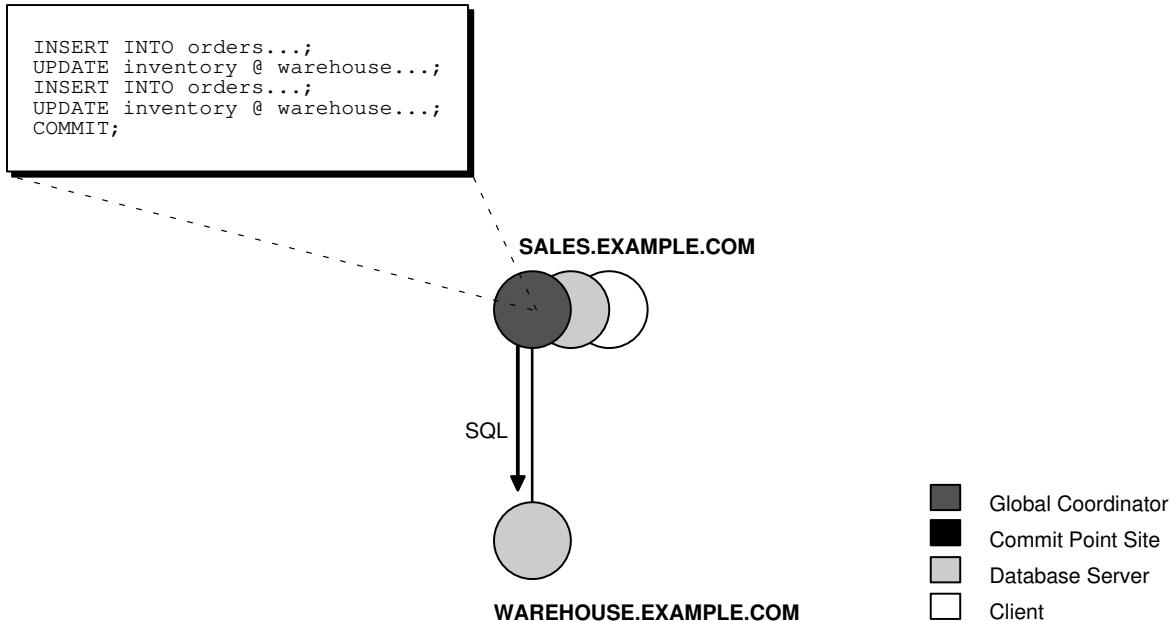 INSERT INTO orders...;
UPDATE inventory @ warehouse...;
INSERT INTO orders...;
UPDATE inventory @ warehouse...;
COMMIT;
SALES.EXAMPLE.COM
SQL
WAREHOUSE.EXAMPLE.COM
Global Coordinator
Commit Point Site
Database Server
Client